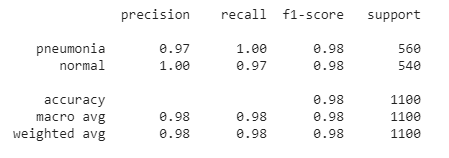 precision recall f1-score support
pneumonia 0.97 1.00 0.98 560
normal 1.00 0.97 0.98 540
accuracy 0.98 1100
macro avg 0.98 0.98 0.98 1100
weighted avg 0.98 0.98 0.98 1100